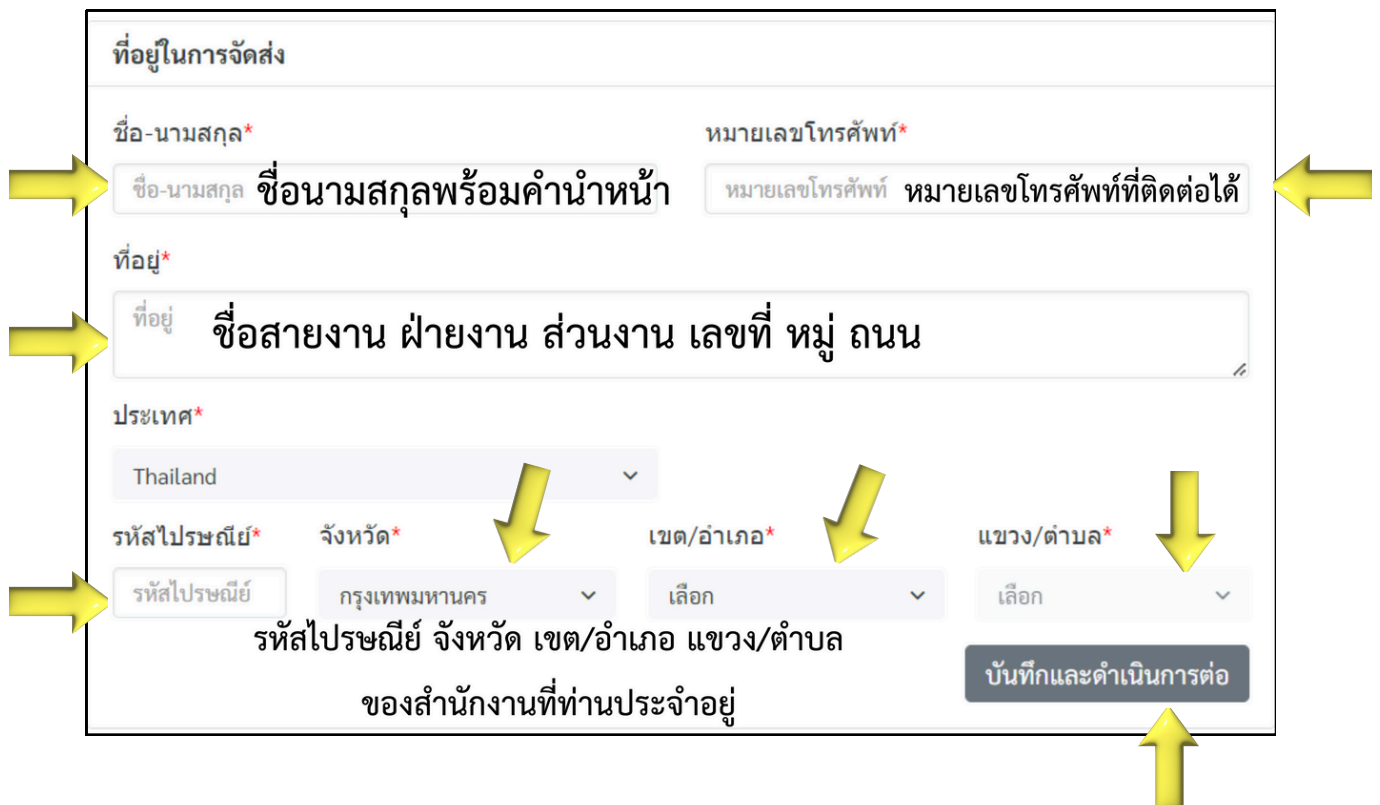 ที่อยู่ในการจัดส่ง
ชื่อ-นามสกุล* หมายเลขโทรศัพท์*
ชื่อ-นามสกุล ชื่อนามสกุลพร้อมคำนำหน้า หมายเลขโทรศัพท์ หมายเลขโทรศัพท์ที่ติดต่อได้
ที่อยู่*
ที่อยู่ ชื่อสายงาน ฝ่ายงาน ส่วนงาน เลขที่ หมู่ ถนน
ประเทศ*
Thailand
รหัสไปรษณีย์* จังหวัด* เขต/อำเภอ* แขวง/ตำบล*
รหัสไปรษณีย์ กรุงเทพมหานคร เลือก เลือก
รหัสไปรษณีย์ จังหวัด เขต/อำเภอ แขวง/ตำบล
บันทึกและดำเนินการต่อ
ของสำนักงานที่ท่านประจำอยู่